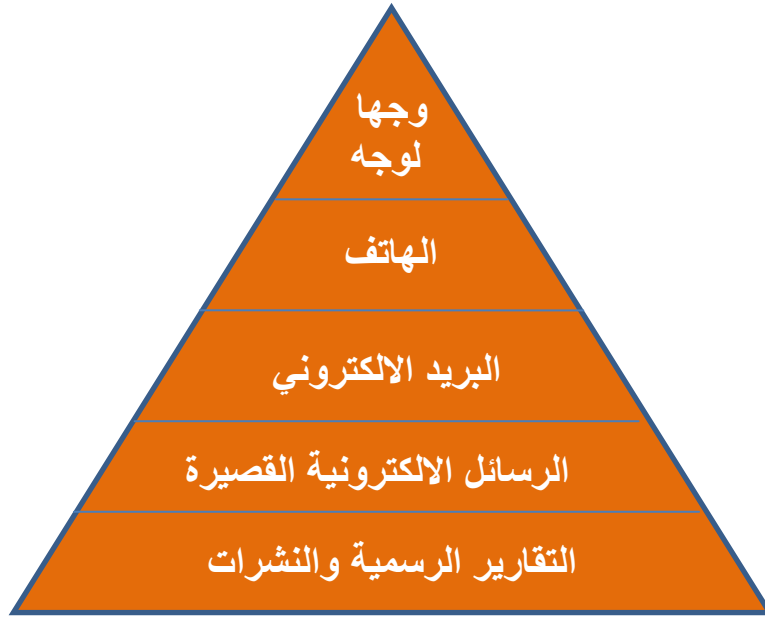 وجها
لوجه
الهاتف
البريد الالكتروني
الرسائل الالكترونية القصيرة
التقارير الرسمية والنشرات